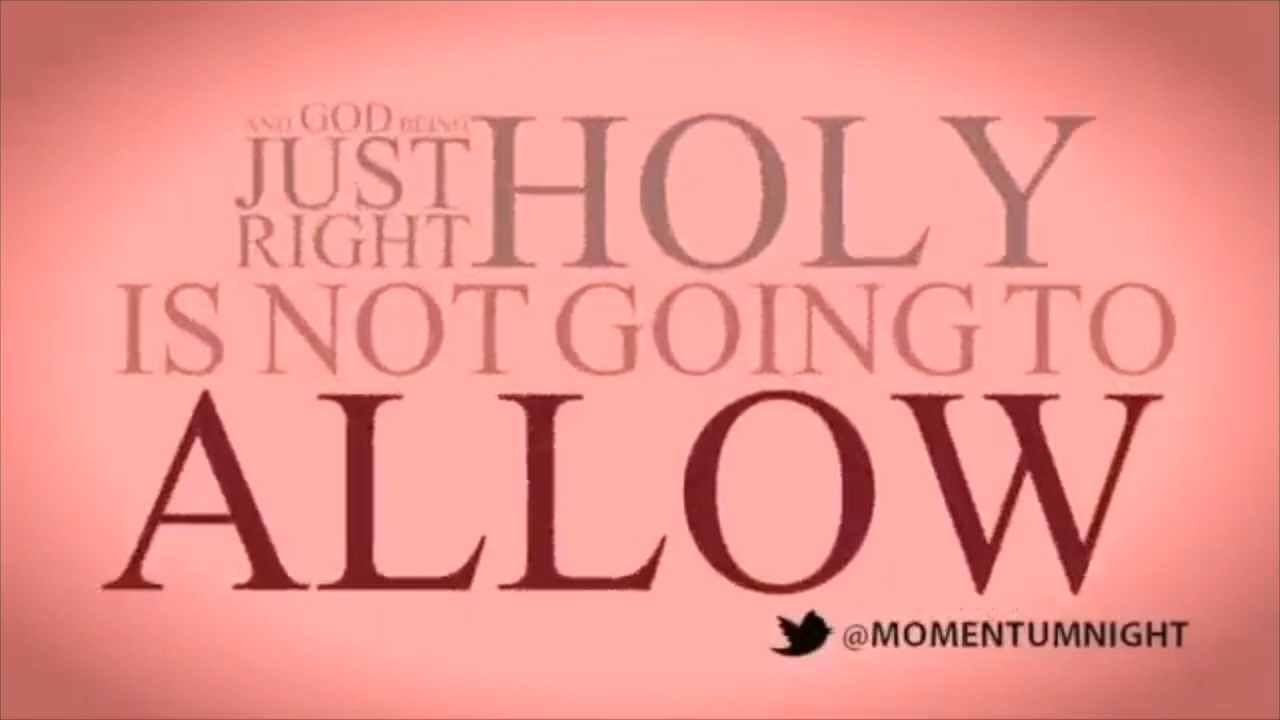 AND GOD BEING
JUST
RIGHT
HOLY
IS NOT GOING TO
ALLOW
@MOMENTUMNIGHT